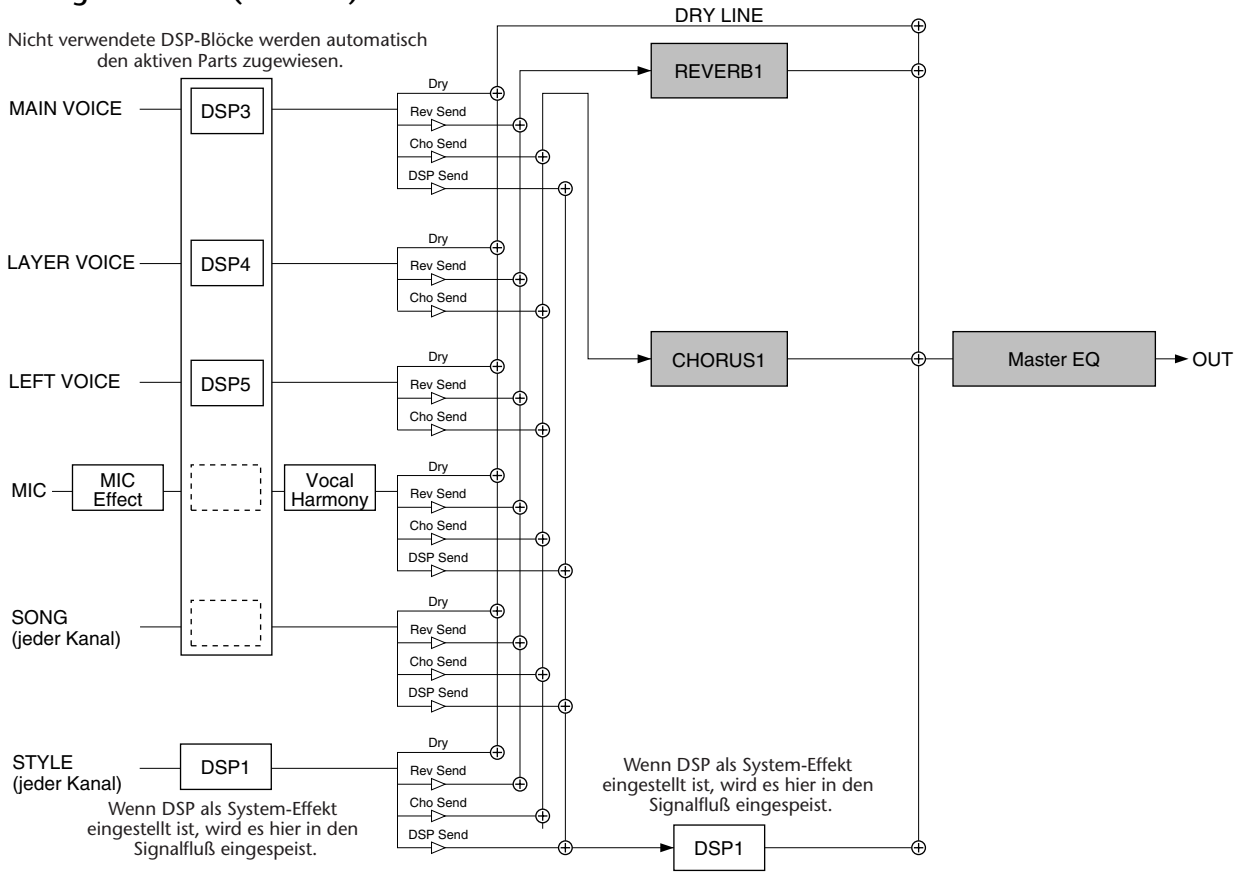 DRY LINE
Nicht verwendete DSP-Blöcke werden automatisch
den aktiven Parts zugewiesen.
REVERB1
MAIN VOICE
DSP3
Dry
Rev Send
Cho Send
DSP Send
LAYER VOICE
DSP4
Dry
Rev Send
Cho Send
CHORUS1
Master EQ
OUT
LEFT VOICE
DSP5
Dry
Rev Send
Cho Send
MIC
MIC
Effect
Vocal
Harmony
Dry
Rev Send
Cho Send
DSP Send
SONG
(jeder Kanal)
Dry
Rev Send
Cho Send
DSP Send
STYLE
(jeder Kanal)
DSP1
Dry
Rev Send
Cho Send
DSP Send
Wenn DSP als System-Effekt
eingestellt ist, wird es hier in den
Signalfluß eingespeist.
Wenn DSP als System-Effekt
eingestellt ist, wird es hier in den
Signalfluß eingespeist.
DSP1